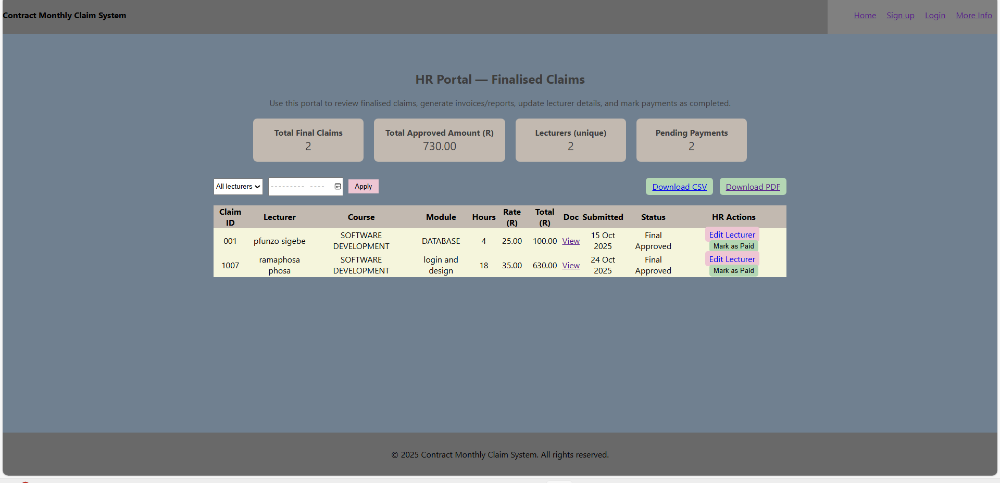 Contract Monthly Claim System
Home Sign up Login More Info
HR Portal — Finalised Claims
Use this portal to review finalised claims, generate invoices/reports, update lecturer details, and mark payments as completed.
Total Final Claims
2
Total Approved Amount (R)
730.00
Lecturers (unique)
2
Pending Payments
2
All lecturers
--------- ----
Apply
Download CSV
Download PDF
Claim ID Lecturer Course Module Hours Rate (R) Total (R) Doc Submitted Status HR Actions
001 pfunzo sigebe SOFTWARE DEVELOPMENT DATABASE 4 25.00 100.00 View 15 Oct 2025 Final Approved Edit Lecturer Mark as Paid
1007 ramaphosa phosa SOFTWARE DEVELOPMENT login and design 18 35.00 630.00 View 24 Oct 2025 Final Approved Edit Lecturer Mark as Paid
© 2025 Contract Monthly Claim System. All rights reserved.